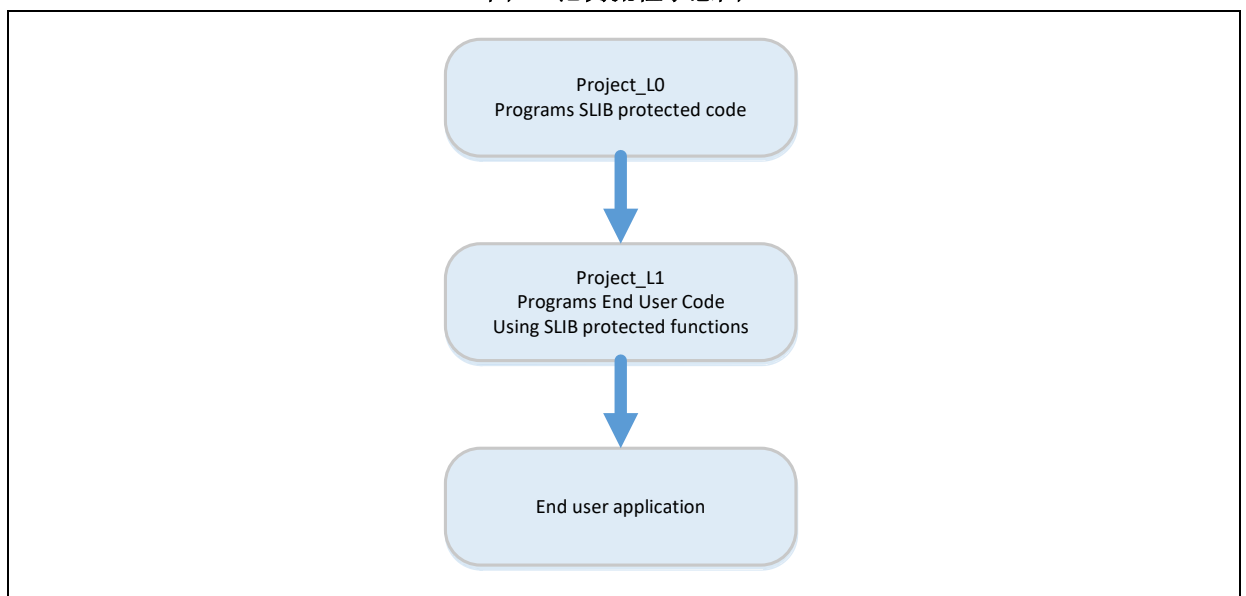 Project_L0
Programs SLIB protected code
Project_L1
Programs End User Code
Using SLIB protected functions
End user application